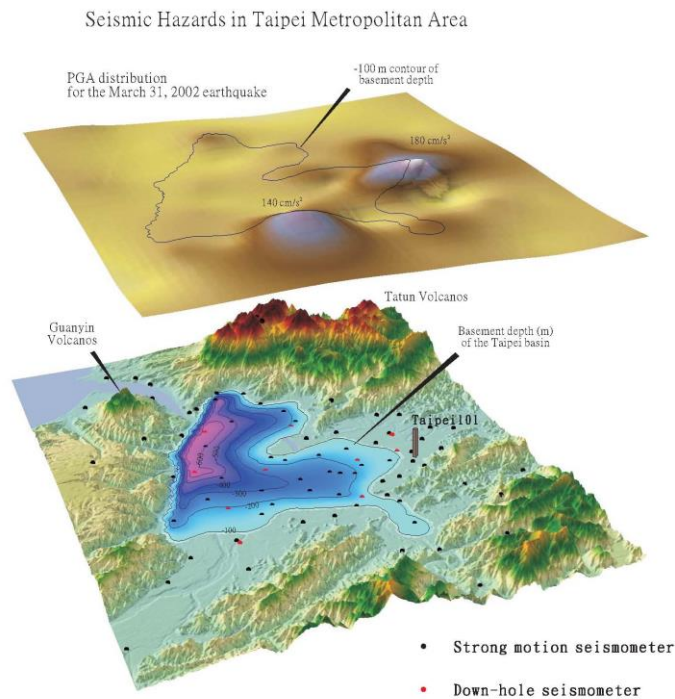 Seismic Hazards in Taipei Metropolitan Area
PGA distribution
for the March 31, 2002 earthquake
-100 m contour of
basement depth
180 cm/s²
140 cm/s²
Tatun Volcanos
Guanyin
Volcanos
Basement depth (m)
of the Taipei basin
Taipei101
-300
-200
-100
Strong motion seismometer
Down-hole seismometer